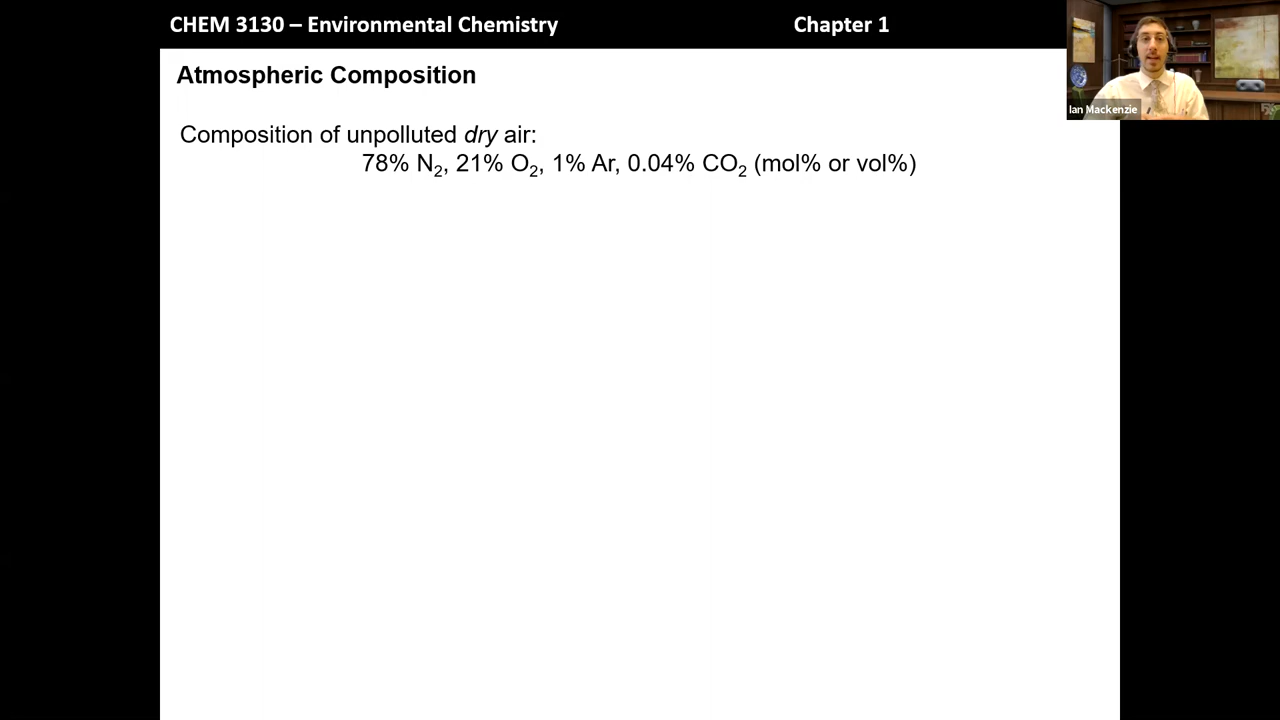 CHEM 3130 – Environmental Chemistry Chapter 1
Ian Mackenzie
Atmospheric Composition
Composition of unpolluted dry air:
78% N₂, 21% O₂, 1% Ar, 0.04% CO₂ (mol% or vol%)